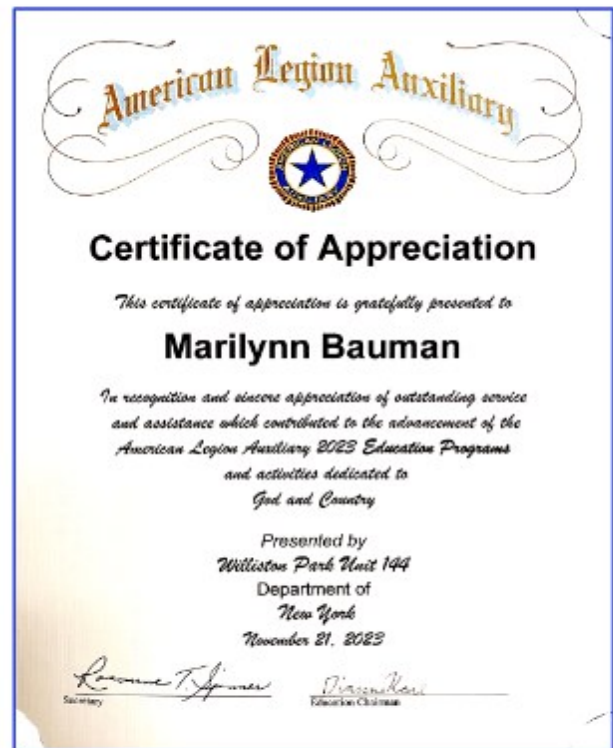 American Legion Auxiliary
AMERICAN LEGION
AUXILIARY
Certificate of Appreciation
This certificate of appreciation is gratefully presented to
Marilynn Bauman
In recognition and sincere appreciation of outstanding service
and assistance which contributed to the advancement of the
American Legion Auxiliary 2023 Education Programs
and activities dedicated to
God and Country
Presented by
Williston Park Unit 144
Department of
New York
November 21, 2023
Secretary
Education Chairman